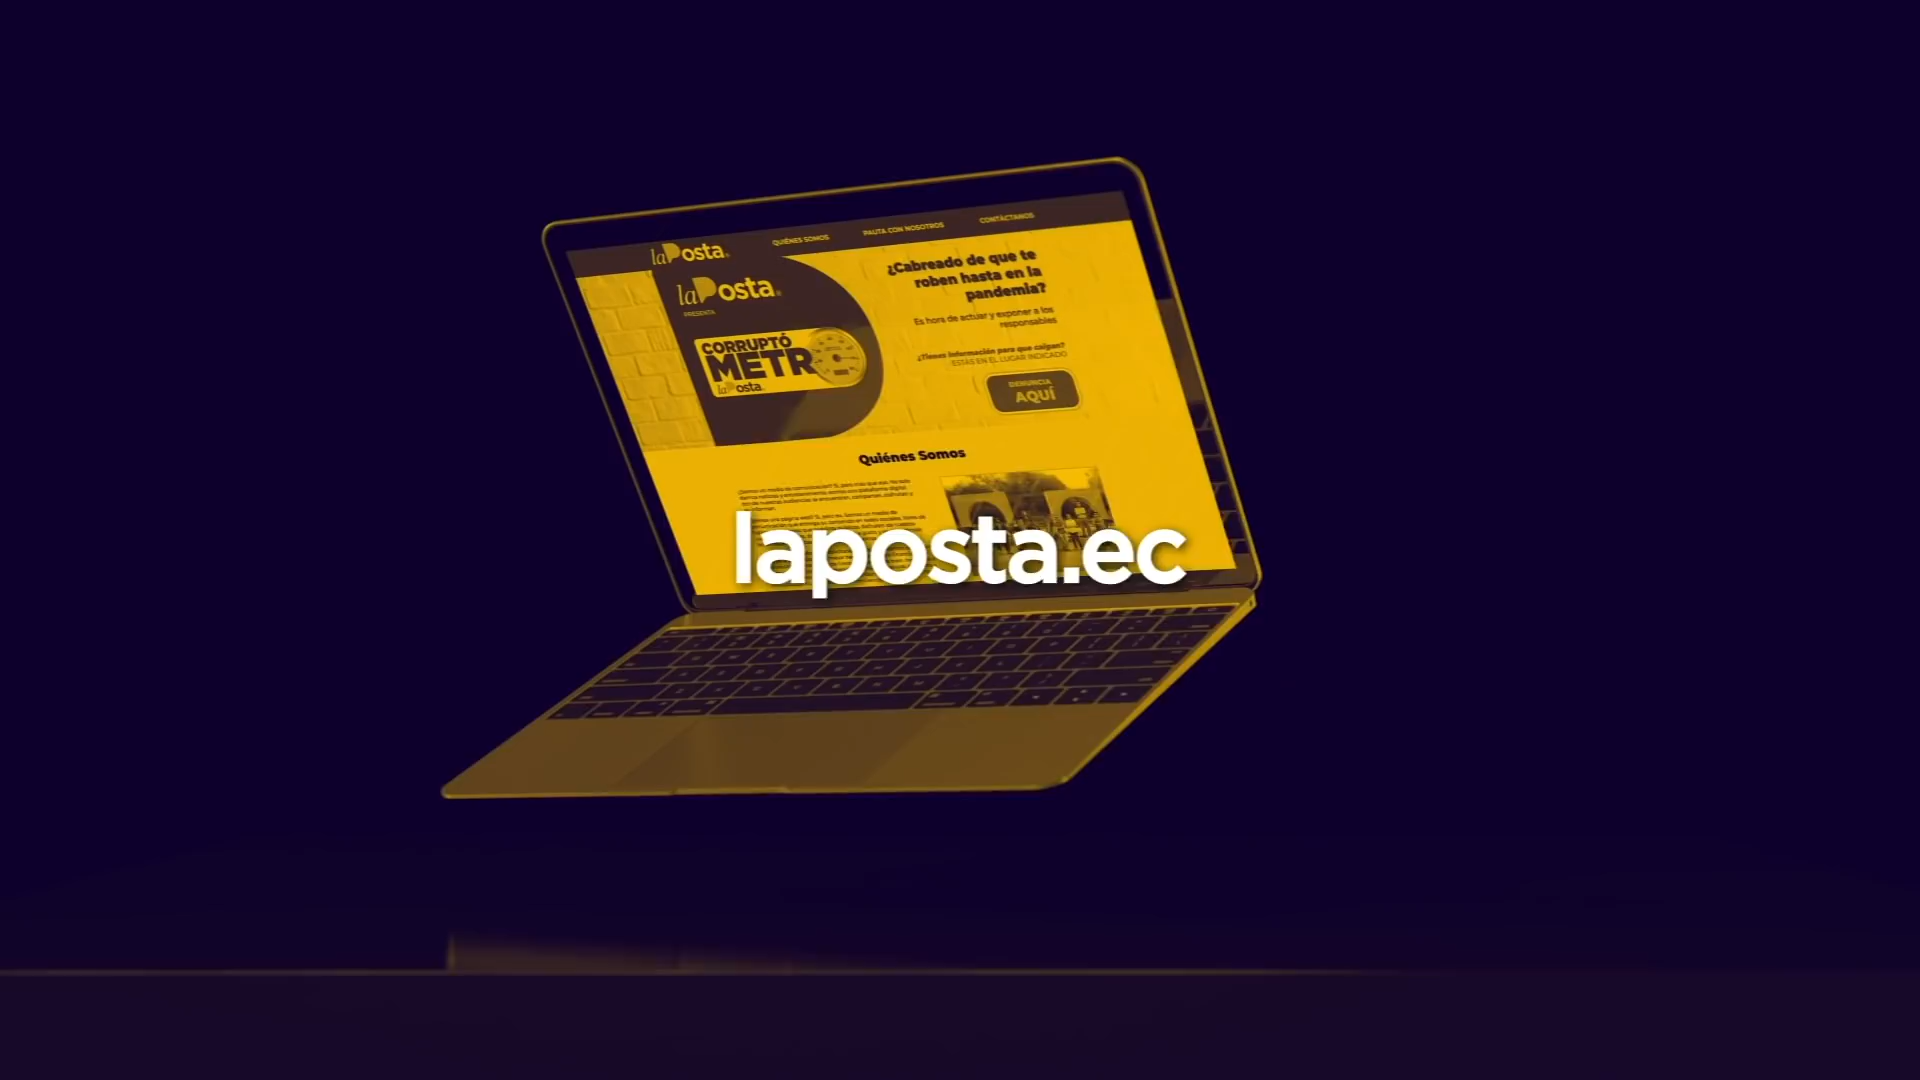 laPosta
QUIÉNES SOMOS
PAUTA CON NOSOTROS
CONTÁCTANOS
laPosta
PRESENTA
CORRUPTÓ
METR
laPosta
¿Cabreado de que te
roben hasta en la
pandemia?
Es hora de actuar y exponer a los
responsables
¿Tienes información para que caigan?
ESTÁS EN EL LUGAR INDICADO
DENUNCIA
AQUÍ
Quiénes Somos
laposta.ec